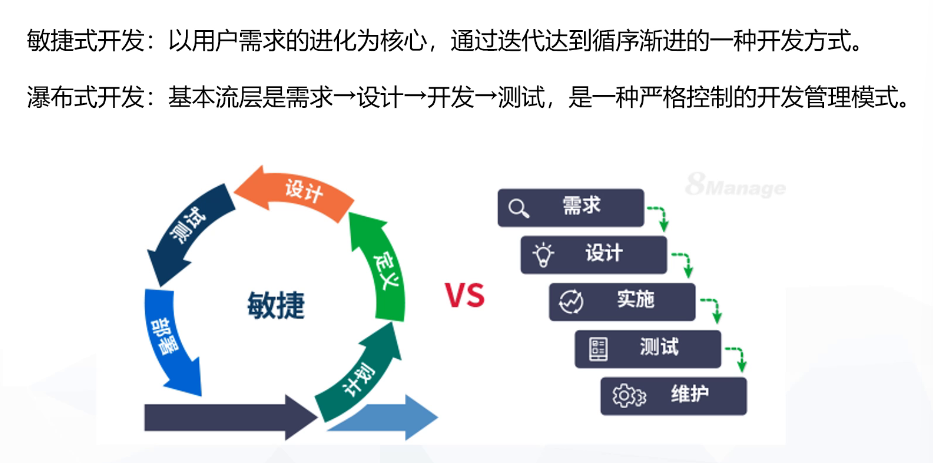 敏捷式开发：以用户需求的进化为核心，通过迭代达到循序渐进的一种开发方式。
瀑布式开发：基本流层是需求→设计→开发→测试，是一种严格控制的开发管理模式。
8Manage
设计
测试
定义
部署
计划
敏捷
VS
需求
设计
实施
测试
维护